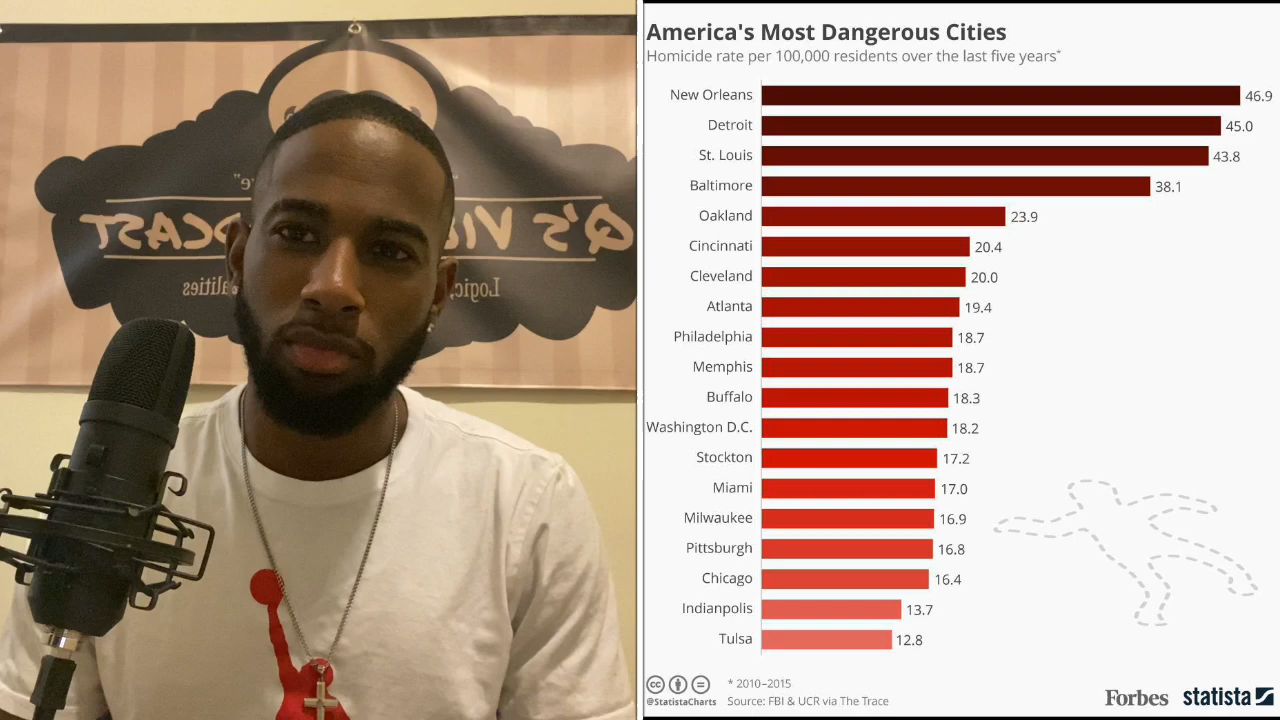 Q'S
Logic,
America's Most Dangerous Cities
Homicide rate per 100,000 residents over the last five years*
New Orleans 46.9
Detroit 45.0
St. Louis 43.8
Baltimore 38.1
Oakland 23.9
Cincinnati 20.4
Cleveland 20.0
Atlanta 19.4
Philadelphia 18.7
Memphis 18.7
Buffalo 18.3
Washington D.C. 18.2
Stockton 17.2
Miami 17.0
Milwaukee 16.9
Pittsburgh 16.8
Chicago 16.4
Indianpolis 13.7
Tulsa 12.8
cc * 2010–2015
@StatistaCharts Source: FBI & UCR via The Trace
Forbes statista